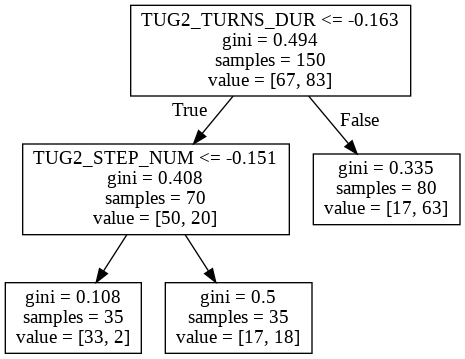 TUG2_TURNS_DUR <= -0.163
gini = 0.494
samples = 150
value = [67, 83]
True
False
TUG2_STEP_NUM <= -0.151
gini = 0.408
samples = 70
value = [50, 20]
gini = 0.335
samples = 80
value = [17, 63]
gini = 0.108
samples = 35
value = [33, 2]
gini = 0.5
samples = 35
value = [17, 18]